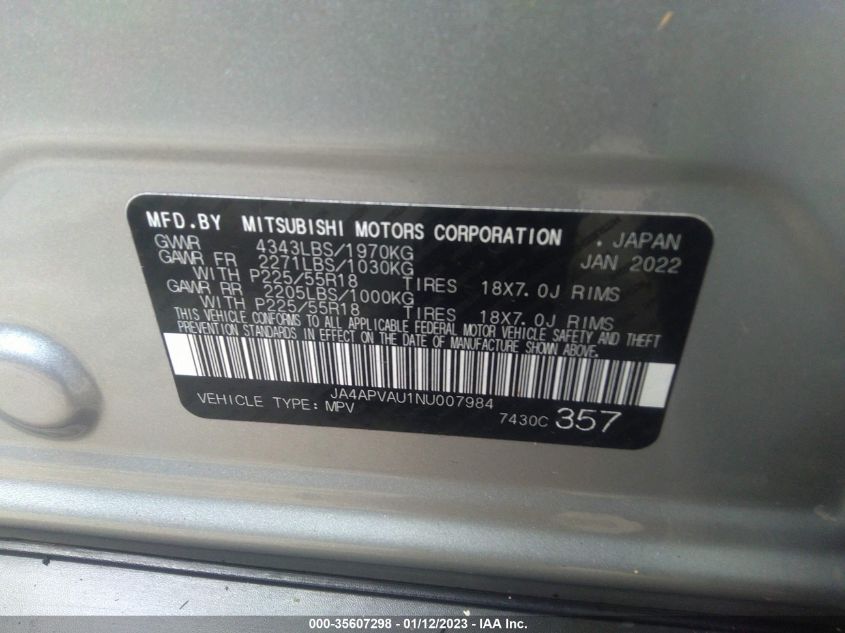 MFD.BY MITSUBISHI MOTORS CORPORATION . JAPAN
GVWR 4343LBS/1970KG JAN 2022
GAWR FR 2271LBS/1030KG
WITH P225/55R18 TIRES 18X7.0J RIMS
GAWR RR 2205LBS/1000KG
WITH P225/55R18 TIRES 18X7.0J RIMS
THIS VEHICLE CONFORMS TO ALL APPLICABLE FEDERAL MOTOR VEHICLE SAFETY AND THEFT
PREVENTION STANDARDS IN EFFECT ON THE DATE OF MANUFACTURE SHOWN ABOVE.
JA4APVAU1NU007984
VEHICLE TYPE: MPV 7430C 357
000-35607298 - 01/12/2023 - IAA Inc.